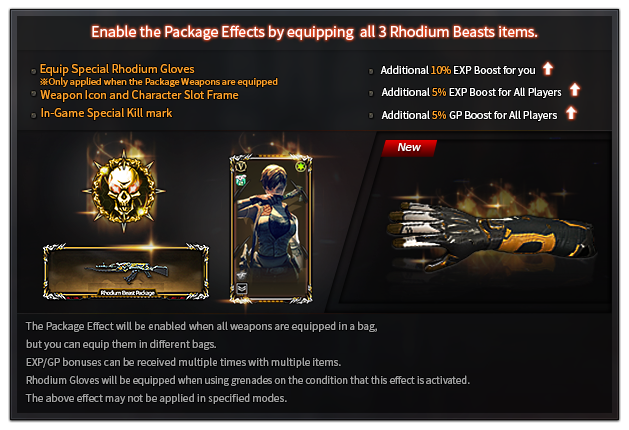 Enable the Package Effects by equipping all 3 Rhodium Beasts items.
Equip Special Rhodium Gloves
※Only applied when the Package Weapons are equipped
Weapon Icon and Character Slot Frame
In-Game Special Kill mark
Additional 10% EXP Boost for you
Additional 5% EXP Boost for All Players
Additional 5% GP Boost for All Players
New
Rhodium Beast Package
The Package Effect will be enabled when all weapons are equipped in a bag,
but you can equip them in different bags.
EXP/GP bonuses can be received multiple times with multiple items.
Rhodium Gloves will be equipped when using grenades on the condition that this effect is activated.
The above effect may not be applied in specified modes.